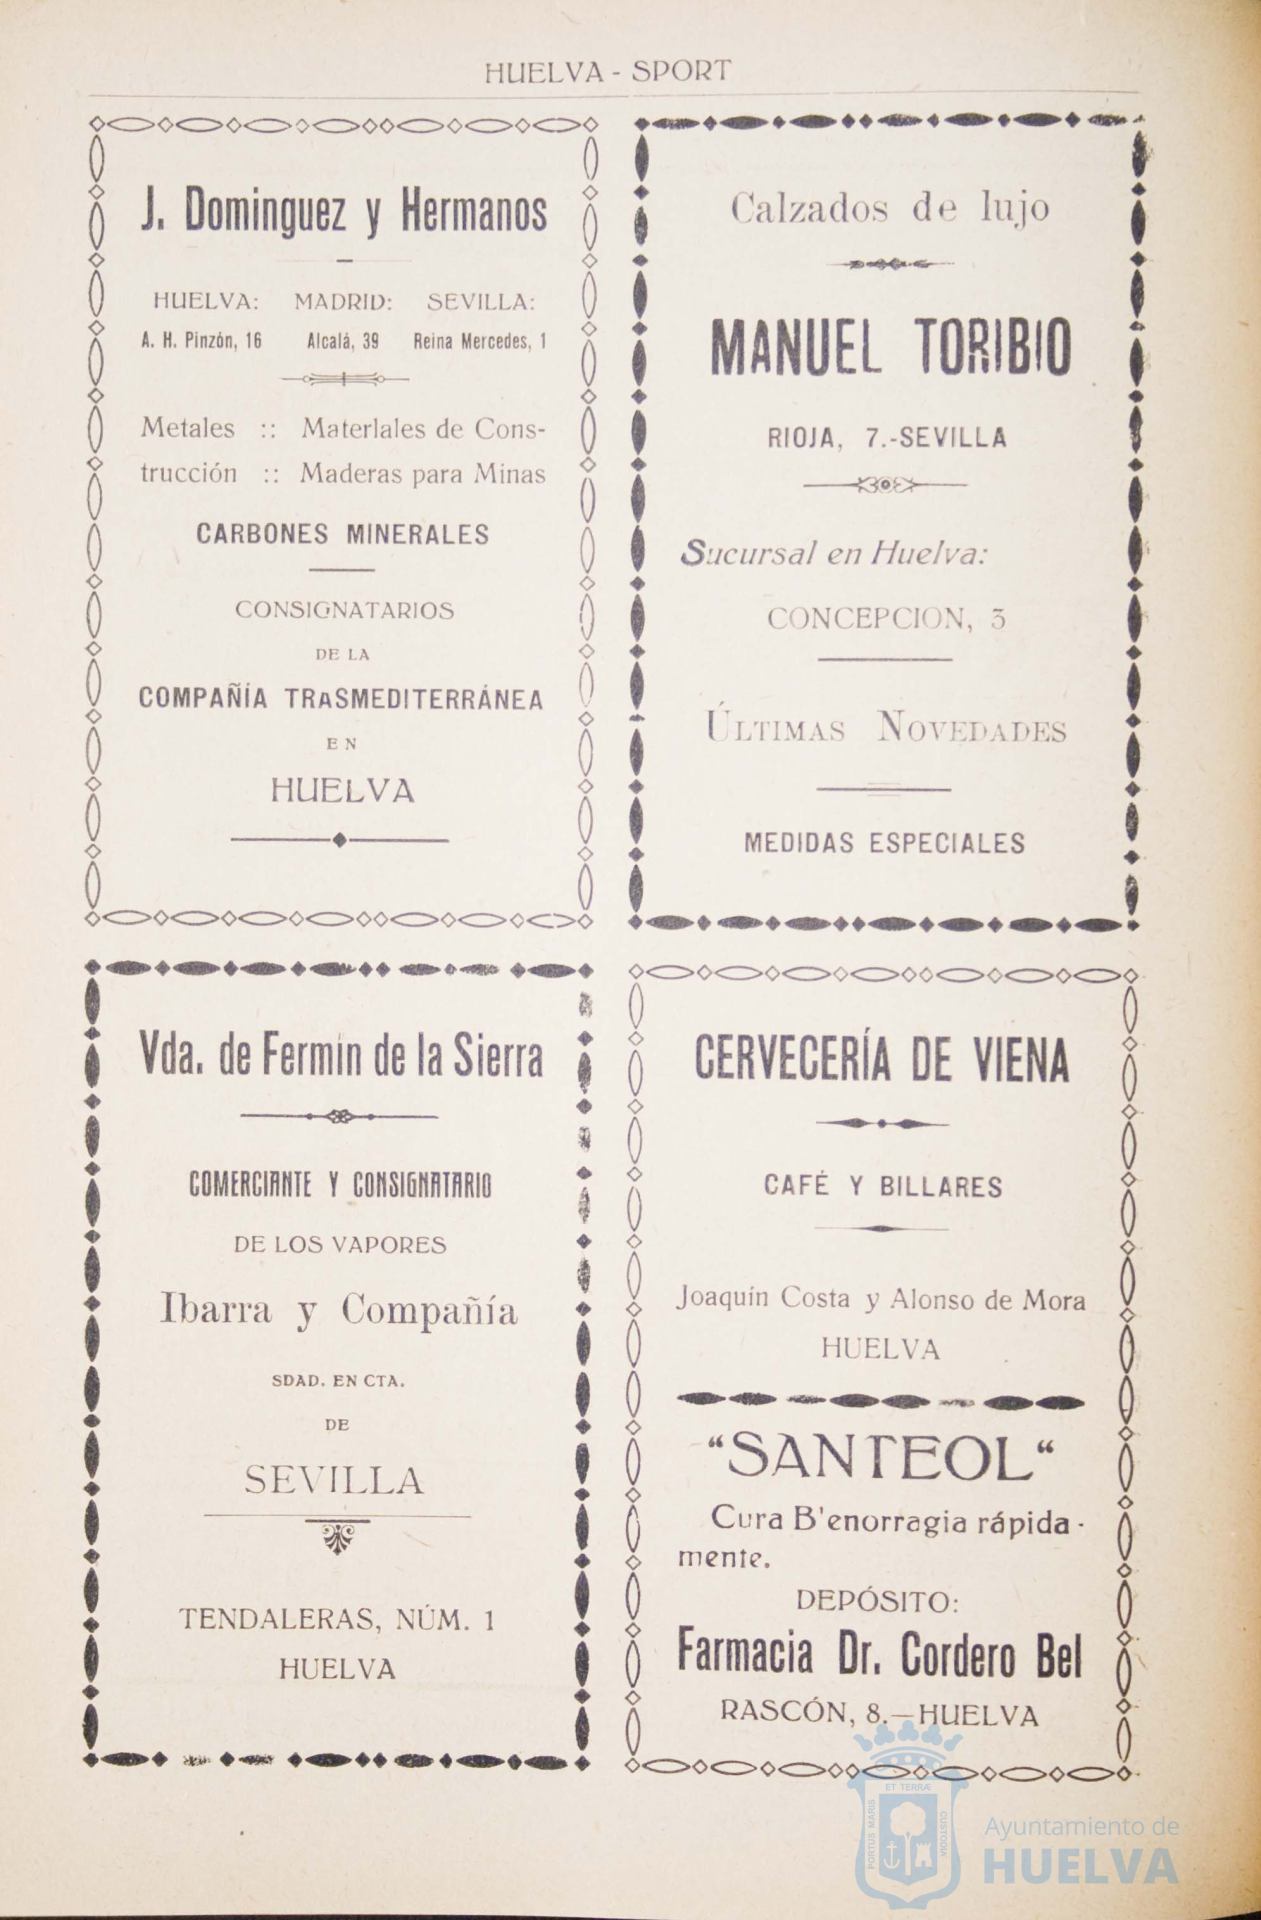 HUELVA - SPORT
J. Dominguez y Hermanos
HUELVA: MADRID: SEVILLA:
A. H. Pinzón, 16 Alcalá, 39 Reina Mercedes, 1
Metales :: Materlales de Cons-
trucción :: Maderas para Minas
CARBONES MINERALES
CONSIGNATARIOS
DE LA
COMPAÑÍA TRASMEDITERRÁNEA
EN
HUELVA
Calzados de lujo
MANUEL TORIBIO
RIOJA, 7.-SEVILLA
Sucursal en Huelva:
CONCEPCION, 3
ÚLTIMAS NOVEDADES
MEDIDAS ESPECIALES
Vda. de Fermín de la Sierra
COMERCIANTE Y CONSIGNATARIO
DE LOS VAPORES
Ibarra y Compañía
SDAD. EN CTA.
DE
SEVILLA
TENDALERAS, NÚM. 1
HUELVA
CERVECERÍA DE VIENA
CAFÉ Y BILLARES
Joaquín Costa y Alonso de Mora
HUELVA
“SANTEOL“
Cura B'enorragia rápida-
mente.
DEPÓSITO:
Farmacia Dr. Cordero Bel
RASCÓN, 8.—HUELVA
PORTUS MARIS
ET TERRÆ
CUSTODIA
Ayuntamiento de
HUELVA